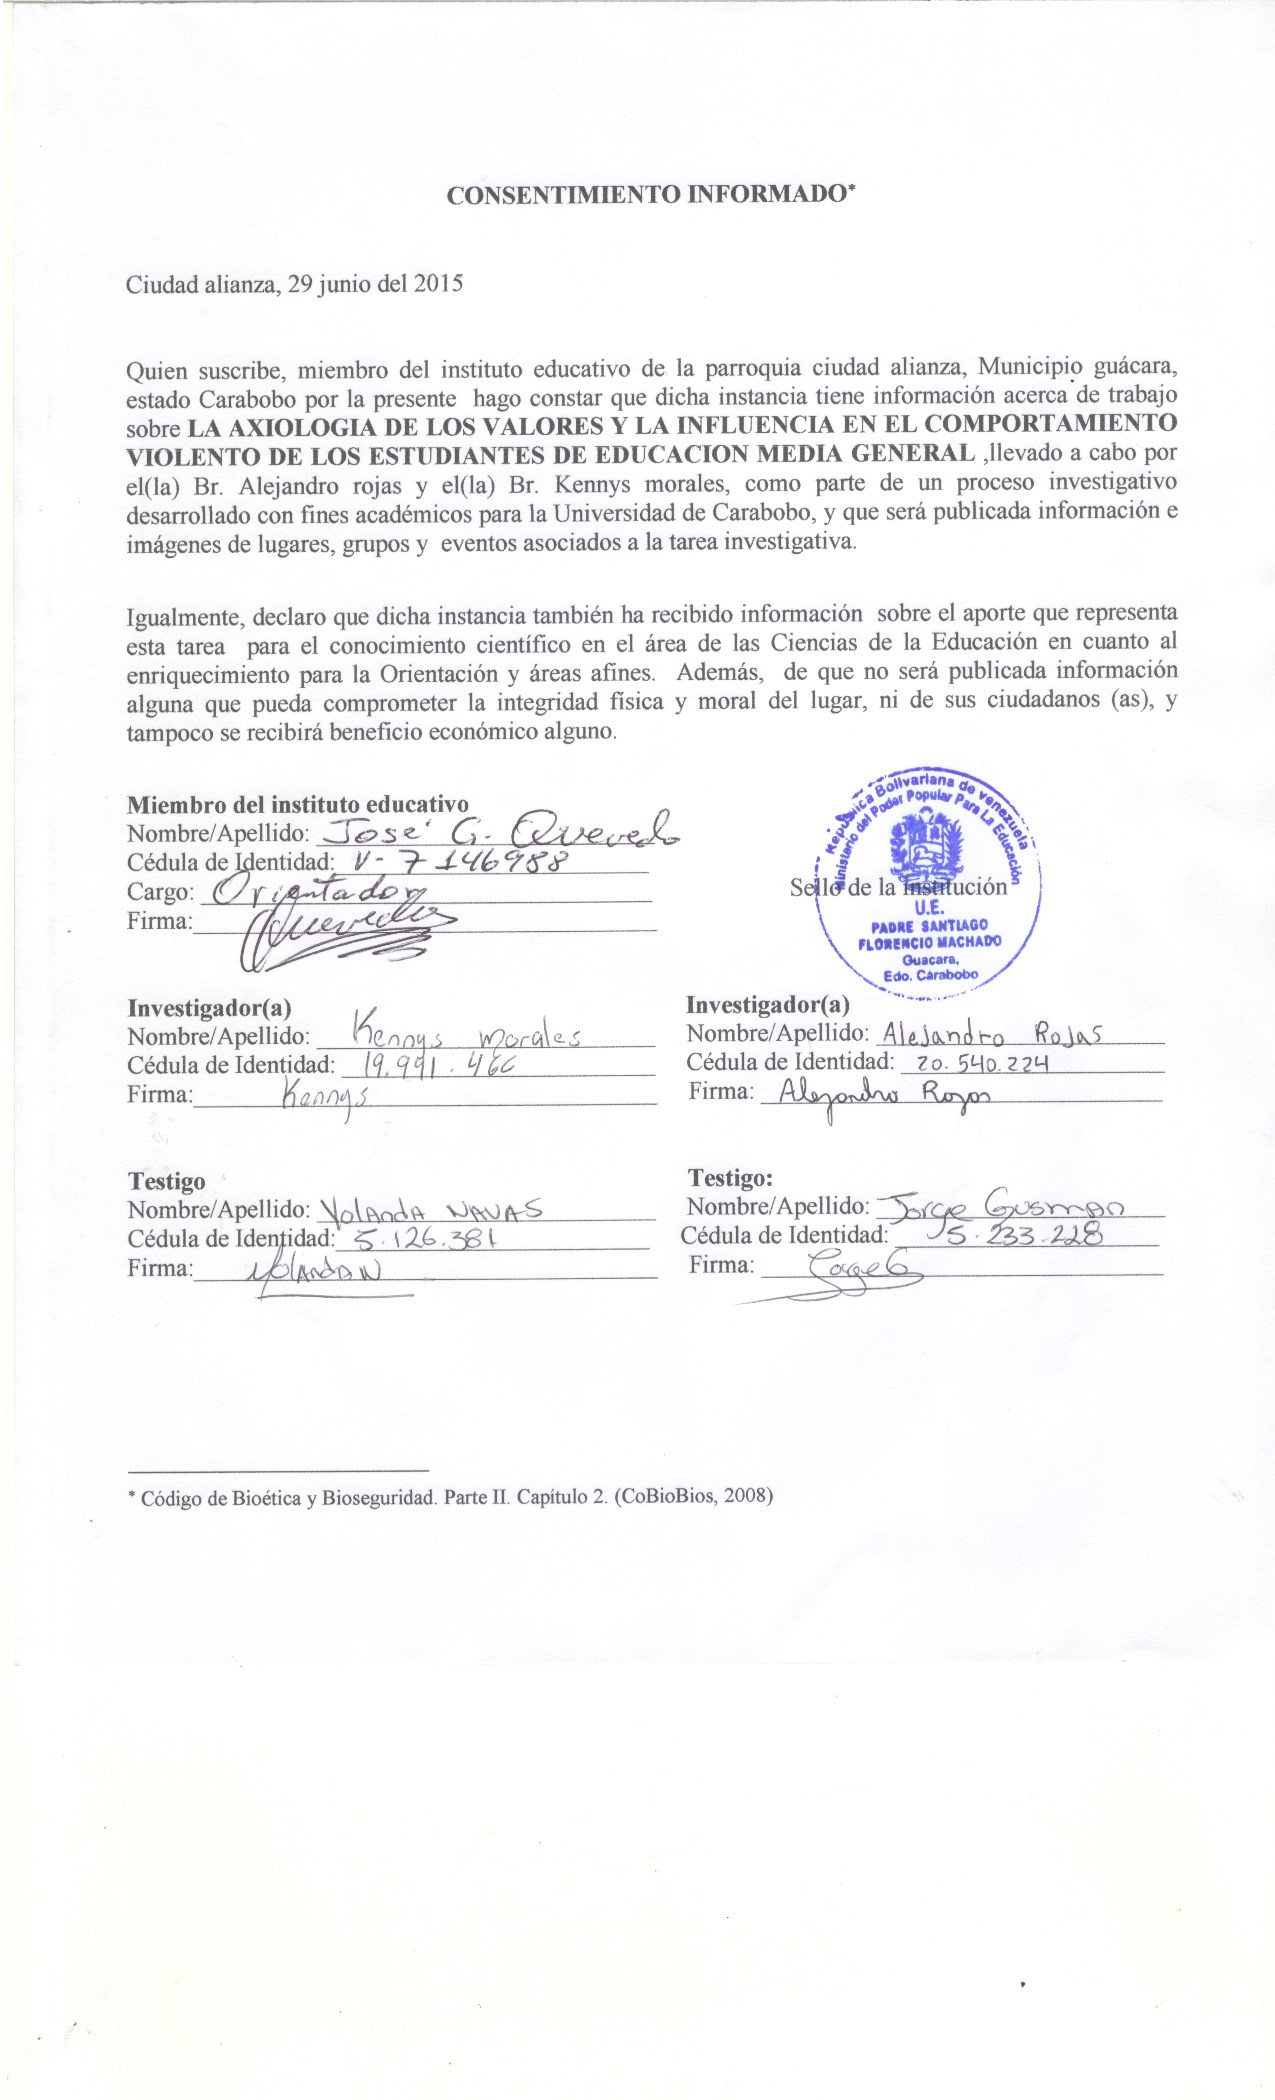 CONSENTIMIENTO INFORMADO*
Ciudad alianza, 29 junio del 2015
Quien suscribe, miembro del instituto educativo de la parroquia ciudad alianza, Municipio guácara,
estado Carabobo por la presente hago constar que dicha instancia tiene información acerca de trabajo
sobre LA AXIOLOGIA DE LOS VALORES Y LA INFLUENCIA EN EL COMPORTAMIENTO
VIOLENTO DE LOS ESTUDIANTES DE EDUCACION MEDIA GENERAL ,llevado a cabo por
el(la) Br. Alejandro rojas y el(la) Br. Kennys morales, como parte de un proceso investigativo
desarrollado con fines académicos para la Universidad de Carabobo, y que será publicada información e
imágenes de lugares, grupos y eventos asociados a la tarea investigativa.
Igualmente, declaro que dicha instancia también ha recibido información sobre el aporte que representa
esta tarea para el conocimiento científico en el área de las Ciencias de la Educación en cuanto al
enriquecimiento para la Orientación y áreas afines. Además, de que no será publicada información
alguna que pueda comprometer la integridad física y moral del lugar, ni de sus ciudadanos (as), y
tampoco se recibirá beneficio económico alguno.
Miembro del instituto educativo
Nombre/Apellido: José G. Quevedo
Cédula de Identidad: V- 7146988
Cargo: Orientador
Firma: Quevedo
República Bolivariana de Venezuela
Ministerio del Poder Popular Para La Educación
Sello de la Institución
U.E.
PADRE SANTIAGO
FLORENCIO MACHADO
Guacara,
Edo. Carabobo
Investigador(a)
Nombre/Apellido: Kennys Morales
Cédula de Identidad: 19.991.466
Firma: Kennys
Investigador(a)
Nombre/Apellido: Alejandro Rojas
Cédula de Identidad: 20.540.224
Firma: Alejandro Rojas
Testigo
Nombre/Apellido: Yolanda NAVAS
Cédula de Identidad: 5.126.381
Firma: Yolanda N
Testigo:
Nombre/Apellido: Jorge Gusman
Cédula de Identidad: 5.233.228
Firma: Jorge G
* Código de Bioética y Bioseguridad. Parte II. Capítulo 2. (CoBioBios, 2008)